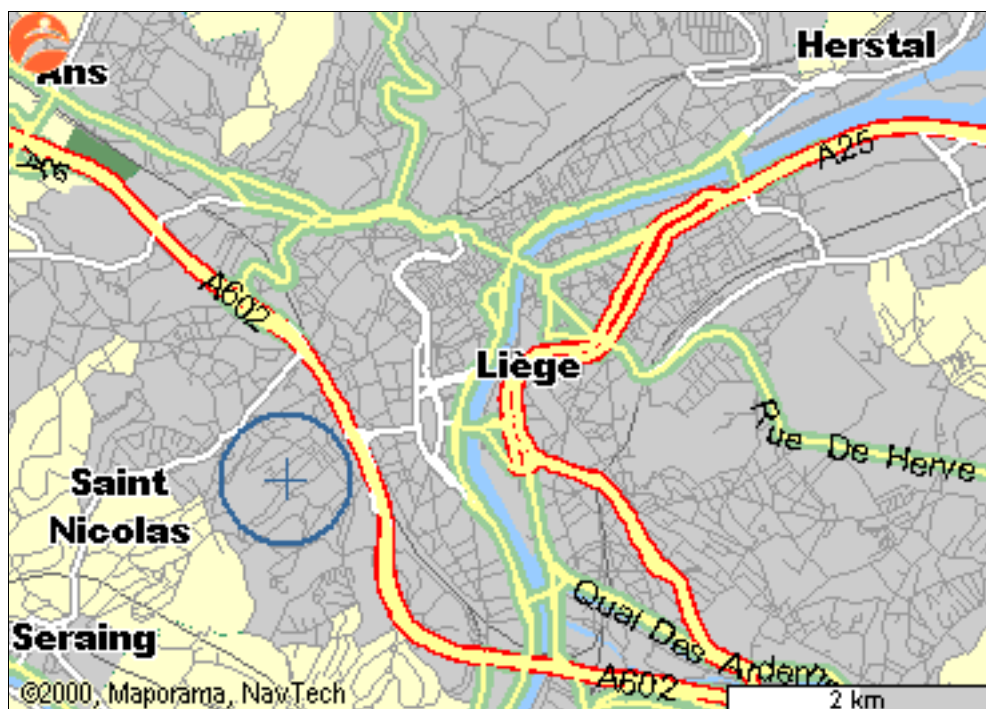 Herstal
Ans
A25
A602
Liège
Rue De Herve
Saint
Nicolas
Quai Des Ardenne
Seraing
A602
©2000, Maporama, NavTech
2 km